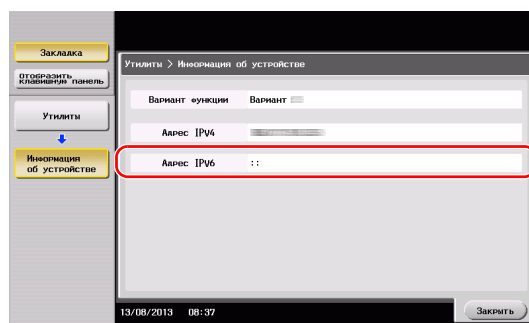 Закладка
Отобразить
клавишную панель
Утилиты
Информация
об устройстве
Утилиты > Информация об устройстве
Вариант функции Вариант
Адрес IPv4
Адрес IPv6 ::
13/08/2013 08:37
Закрыть